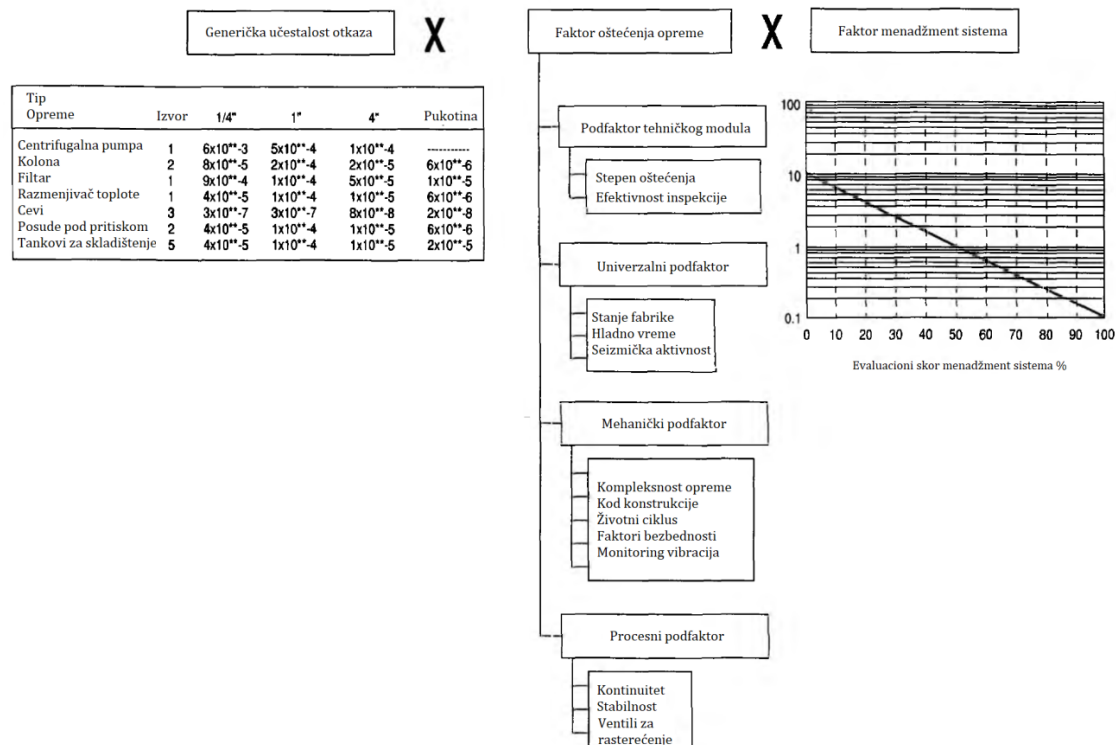 Generička učestalost otkaza
X
Faktor oštećenja opreme
X
Faktor menadžment sistema
Tip
Opreme Izvor 1/4" 1" 4" Pukotina
Centrifugalna pumpa 1 6x10**-3 5x10**-4 1x10**-4 -----------
Kolona 2 8x10**-5 2x10**-4 2x10**-5 6x10**-6
Filtar 1 9x10**-4 1x10**-4 5x10**-5 1x10**-5
Razmenjivač toplote 1 4x10**-5 1x10**-4 1x10**-5 6x10**-6
Cevi 3 3x10**-7 3x10**-7 8x10**-8 2x10**-8
Posude pod pritiskom 2 4x10**-5 1x10**-4 1x10**-5 6x10**-6
Tankovi za skladištenje 5 4x10**-5 1x10**-4 1x10**-5 2x10**-5
Podfaktor tehničkog modula
Stepen oštećenja
Efektivnost inspekcije
Univerzalni podfaktor
Stanje fabrike
Hladno vreme
Seizmička aktivnost
Mehanički podfaktor
Kompleksnost opreme
Kod konstrukcije
Životni ciklus
Faktori bezbednosti
Monitoring vibracija
Procesni podfaktor
Kontinuitet
Stabilnost
Ventili za
rasterećenje
100
10
1
0.1
0 10 20 30 40 50 60 70 80 90 100
Evaluacioni skor menadžment sistema %